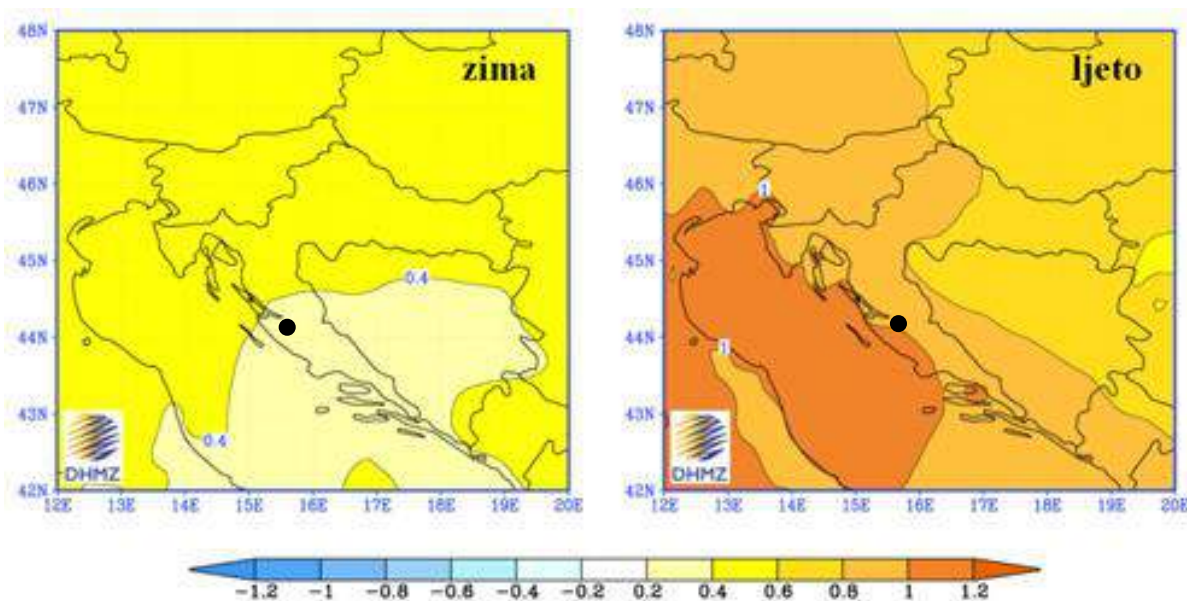 48N
zima
47N
46N
45N
0.4
44N
43N
0.4
DHMZ
42N
12E 13E 14E 15E 16E 17E 18E 19E 20E
48N
ljeto
47N
46N
1
45N
44N
1
43N
DHMZ
42N
12E 13E 14E 15E 16E 17E 18E 19E 20E
-1.2 -1 -0.8 -0.6 -0.4 -0.2 0.2 0.4 0.6 0.8 1 1.2